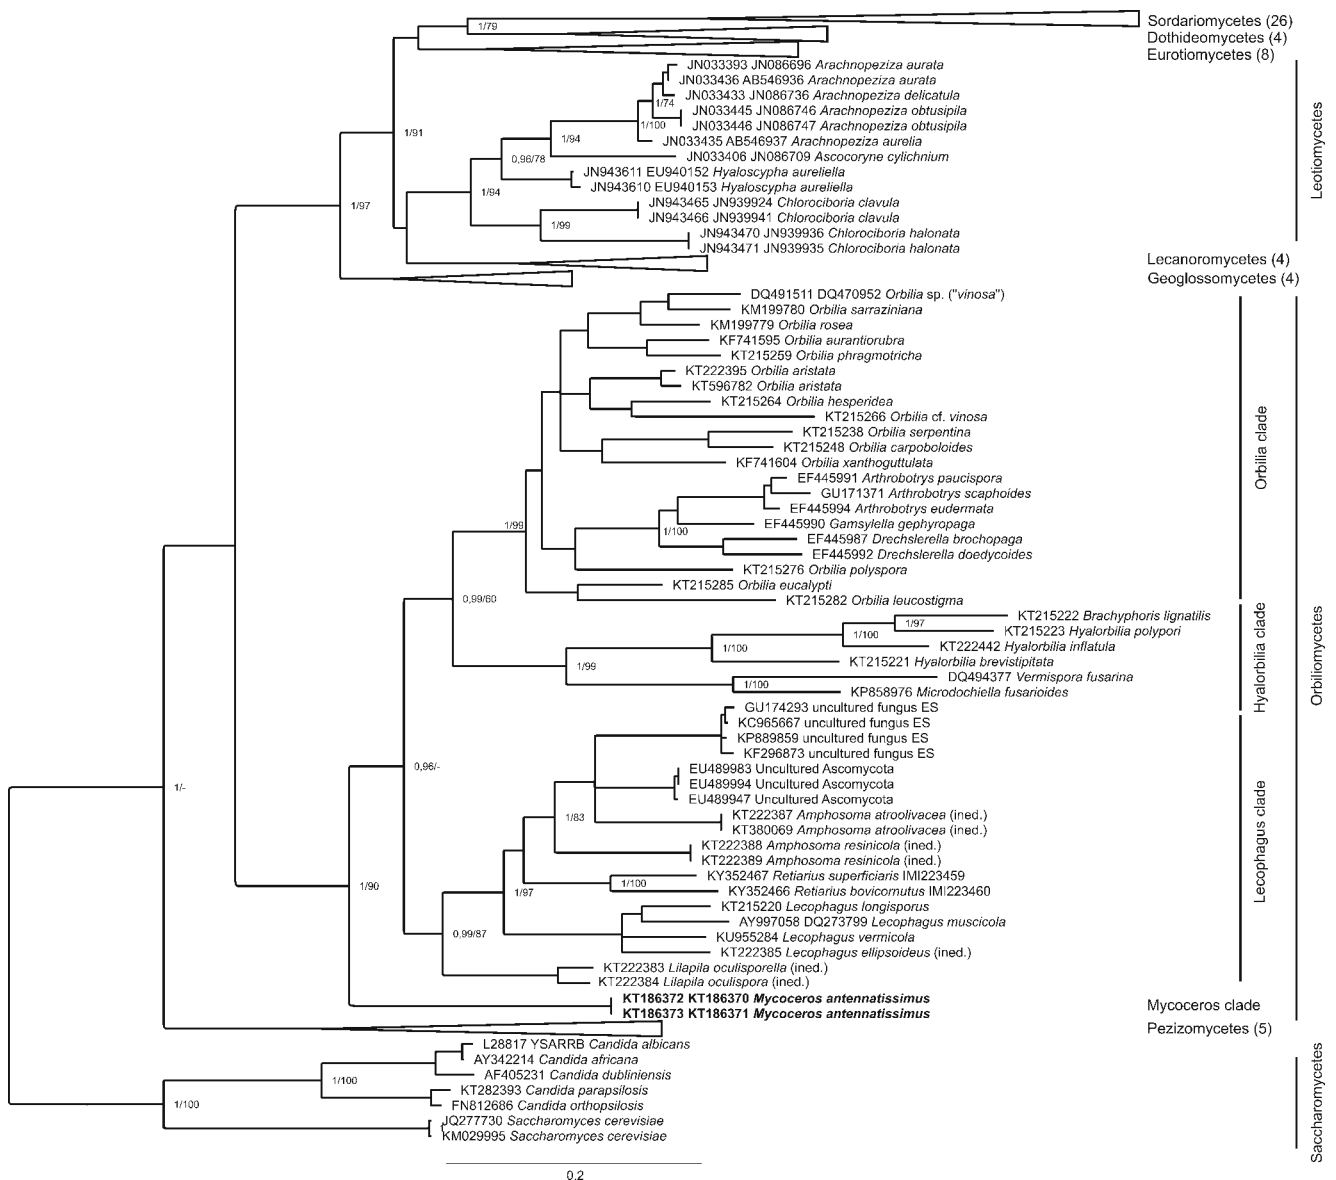 1/79
Sordariomycetes (26)
Dothideomycetes (4)
Eurotiomycetes (8)
JN033393 JN086696 Arachnopeziza aurata
JN033436 AB546936 Arachnopeziza aurata
JN033433 JN086736 Arachnopeziza delicatula
1/74
JN033445 JN086746 Arachnopeziza obtusipila
1/100
JN033446 JN086747 Arachnopeziza obtusipila
1/91
1/94
JN033435 AB546937 Arachnopeziza aurelia
0,96/78
JN033406 JN086709 Ascocoryne cylichnium
Leotiomycetes
JN943611 EU940152 Hyaloscypha aureliella
1/94
JN943610 EU940153 Hyaloscypha aureliella
1/97
JN943465 JN939924 Chlorociboria clavula
JN943466 JN939941 Chlorociboria clavula
1/99
JN943470 JN939936 Chlorociboria halonata
JN943471 JN939935 Chlorociboria halonata
Lecanoromycetes (4)
Geoglossomycetes (4)
DQ491511 DQ470952 Orbilia sp. ("vinosa")
KM199780 Orbilia sarraziniana
KM199779 Orbilia rosea
KF741595 Orbilia aurantiorubra
KT215259 Orbilia phragmotricha
KT222395 Orbilia aristata
KT596782 Orbilia aristata
KT215264 Orbilia hesperidea
KT215266 Orbilia cf. vinosa
KT215238 Orbilia serpentina
KT215248 Orbilia carpoboloides
KF741604 Orbilia xanthoguttulata
Orbilia clade
EF445991 Arthrobotrys paucispora
GU171371 Arthrobotrys scaphoides
EF445994 Arthrobotrys eudermata
1/99
EF445990 Gamsylella gephyropaga
1/100
EF445987 Drechslerella brochopaga
EF445992 Drechslerella doedycoides
KT215276 Orbilia polyspora
KT215285 Orbilia eucalypti
0,99/60
KT215282 Orbilia leucostigma
KT215222 Brachyphoris lignatilis
1/97
KT215223 Hyalorbilia polypori
1/100
KT222442 Hyalorbilia inflatula
1/100
KT215221 Hyalorbilia brevistipitata
1/99
DQ494377 Vermispora fusarina
1/100
KP858976 Microdochiella fusarioides
Hyalorbilia clade
Orbiliomycetes
GU174293 uncultured fungus ES
KC965667 uncultured fungus ES
KP889859 uncultured fungus ES
KF296873 uncultured fungus ES
0,96/-
EU489983 Uncultured Ascomycota
1/-
EU489994 Uncultured Ascomycota
EU489947 Uncultured Ascomycota
KT222387 Amphosoma atroolivacea (ined.)
1/83
KT380069 Amphosoma atroolivacea (ined.)
KT222388 Amphosoma resinicola (ined.)
KT222389 Amphosoma resinicola (ined.)
Lecophagus clade
KY352467 Retiarius superficiaris IMI223459
1/100
1/90
1/97
KY352466 Retiarius bovicornutus IMI223460
KT215220 Lecophagus longisporus
AY997058 DQ273799 Lecophagus muscicola
0,99/87
KU955284 Lecophagus vermicola
KT222385 Lecophagus ellipsoideus (ined.)
KT222383 Lilapila oculisporella (ined.)
KT222384 Lilapila oculispora (ined.)
KT186372 KT186370 Mycoceros antennatissimus
Mycoceros clade
KT186373 KT186371 Mycoceros antennatissimus
Pezizomycetes (5)
L28817 YSARRB Candida albicans
AY342214 Candida africana
AF405231 Candida dubliniensis
1/100
KT282393 Candida parapsilosis
1/100
FN812686 Candida orthopsilosis
JQ277730 Saccharomyces cerevisiae
KM029995 Saccharomyces cerevisiae
Saccharomycetes
0.2